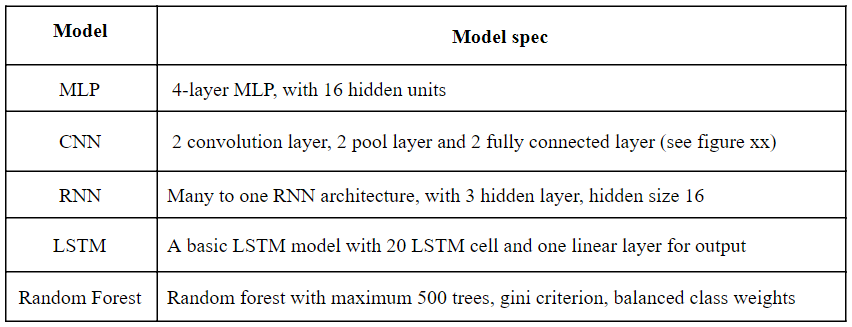 Model Model spec
MLP 4-layer MLP, with 16 hidden units
CNN 2 convolution layer, 2 pool layer and 2 fully connected layer (see figure xx)
RNN Many to one RNN architecture, with 3 hidden layer, hidden size 16
LSTM A basic LSTM model with 20 LSTM cell and one linear layer for output
Random Forest Random forest with maximum 500 trees, gini criterion, balanced class weights